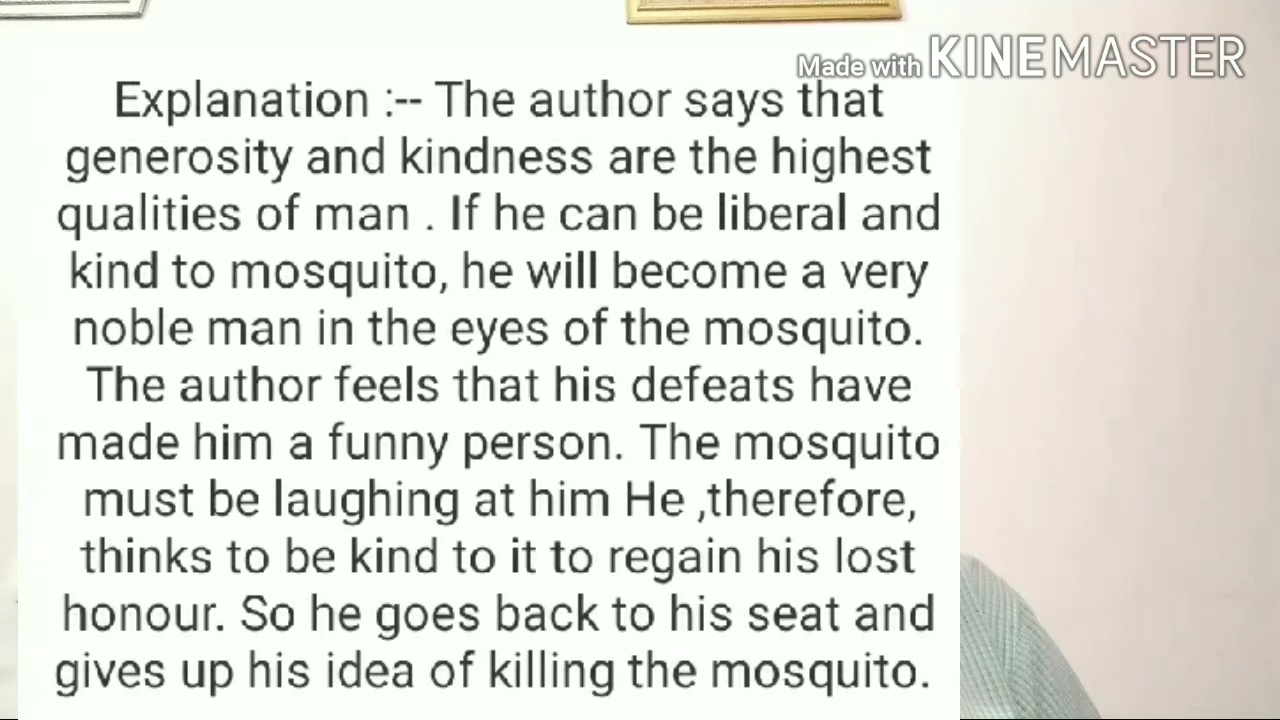 Made with KINEMASTER
Explanation :-- The author says that
generosity and kindness are the highest
qualities of man . If he can be liberal and
kind to mosquito, he will become a very
noble man in the eyes of the mosquito.
The author feels that his defeats have
made him a funny person. The mosquito
must be laughing at him He ,therefore,
thinks to be kind to it to regain his lost
honour. So he goes back to his seat and
gives up his idea of killing the mosquito.